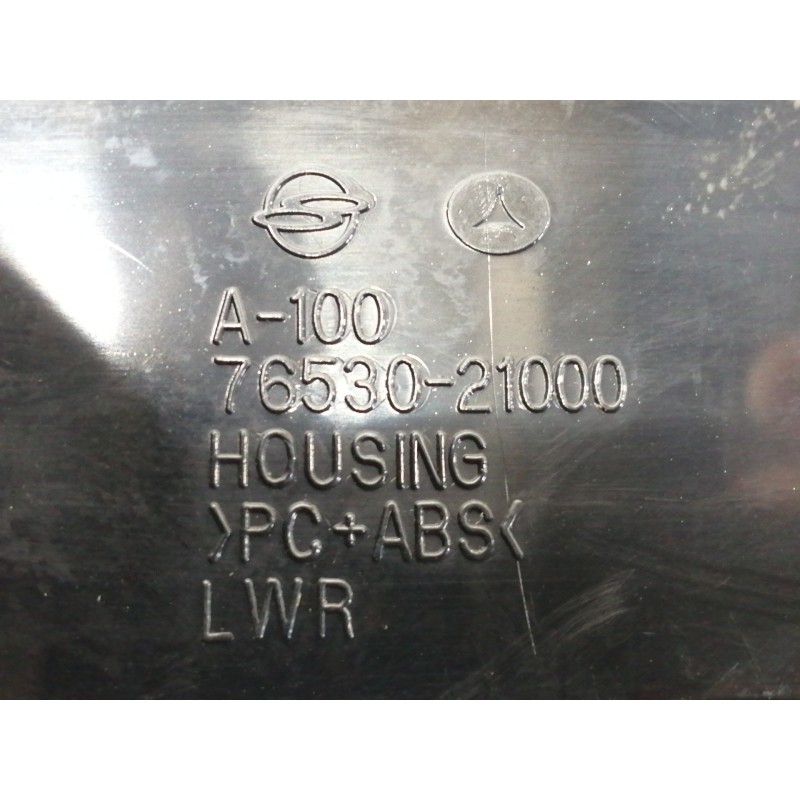 A-100
76530-21000
HOUSING
>PC+ABS<
LWR